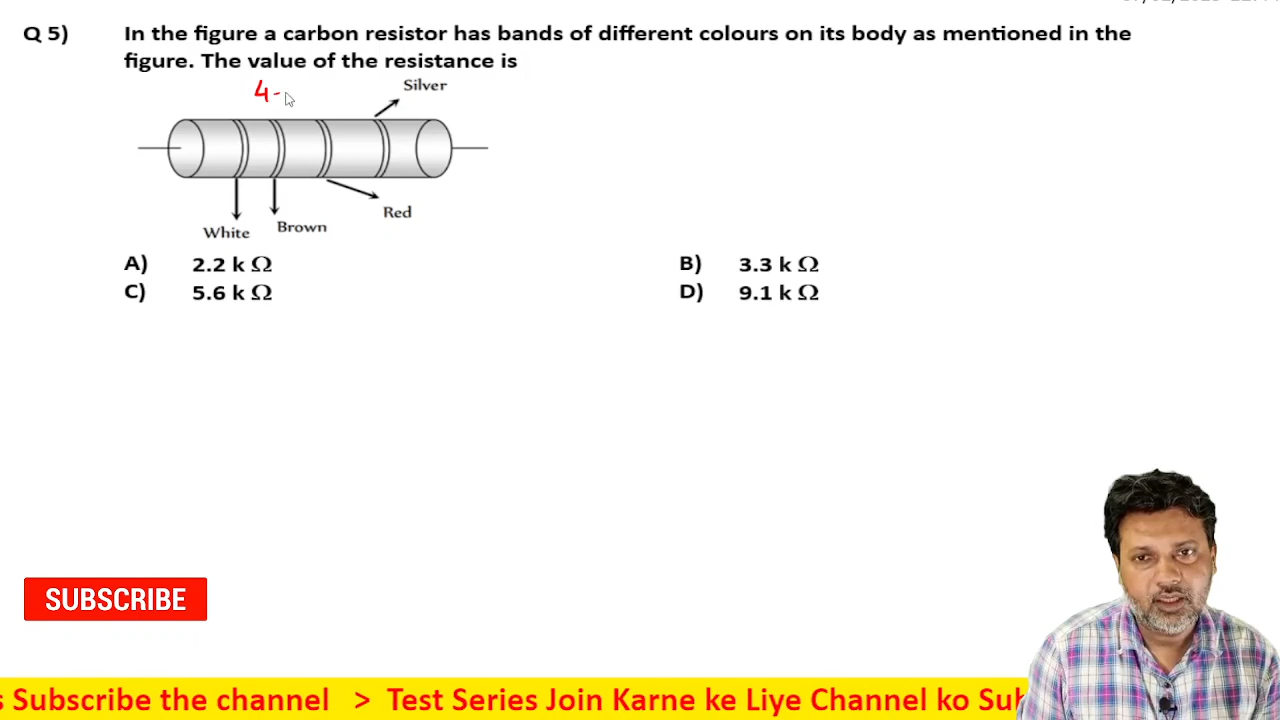 Q 5) In the figure a carbon resistor has bands of different colours on its body as mentioned in the
figure. The value of the resistance is
4-
Silver
Red
White Brown
A) 2.2 k Ω B) 3.3 k Ω
C) 5.6 k Ω D) 9.1 k Ω
SUBSCRIBE
s Subscribe the channel > Test Series Join Karne ke Liye Channel ko Sub